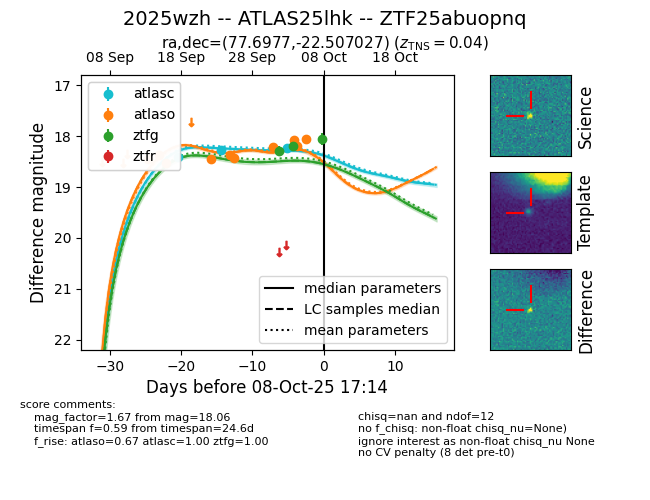 2025wzh -- ATLAS25lhk -- ZTF25abuopnq
ra,dec=(77.6977,-22.507027) (z_TNS = 0.04)
08 Sep 18 Sep 28 Sep 08 Oct 18 Oct
17
18
19
20
21
22
Difference magnitude
atlasc
atlaso
ztfg
ztfr
median parameters
LC samples median
mean parameters
−30 −20 −10 0 10
Days before 08-Oct-25 17:14
Science
Template
Difference
score comments:
mag_factor=1.67 from mag=18.06
timespan f=0.59 from timespan=24.6d
f_rise: atlaso=0.67 atlasc=1.00 ztfg=1.00
chisq=nan and ndof=12
no f_chisq: non-float chisq_nu=None)
ignore interest as non-float chisq_nu None
no CV penalty (8 det pre-t0)